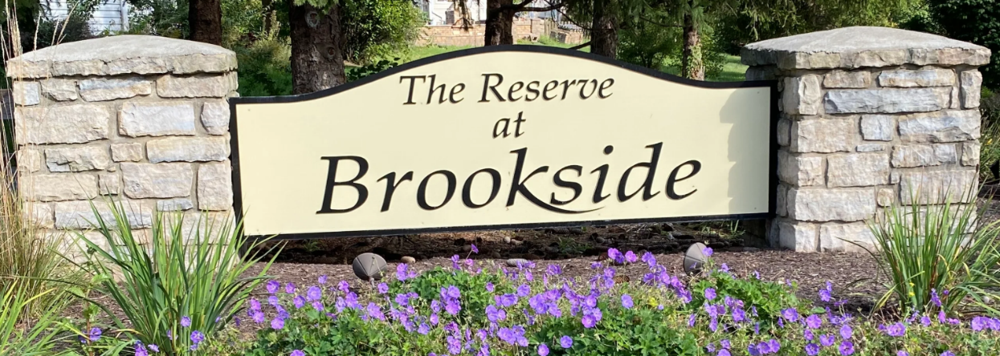 The Reserve
at
Brookside